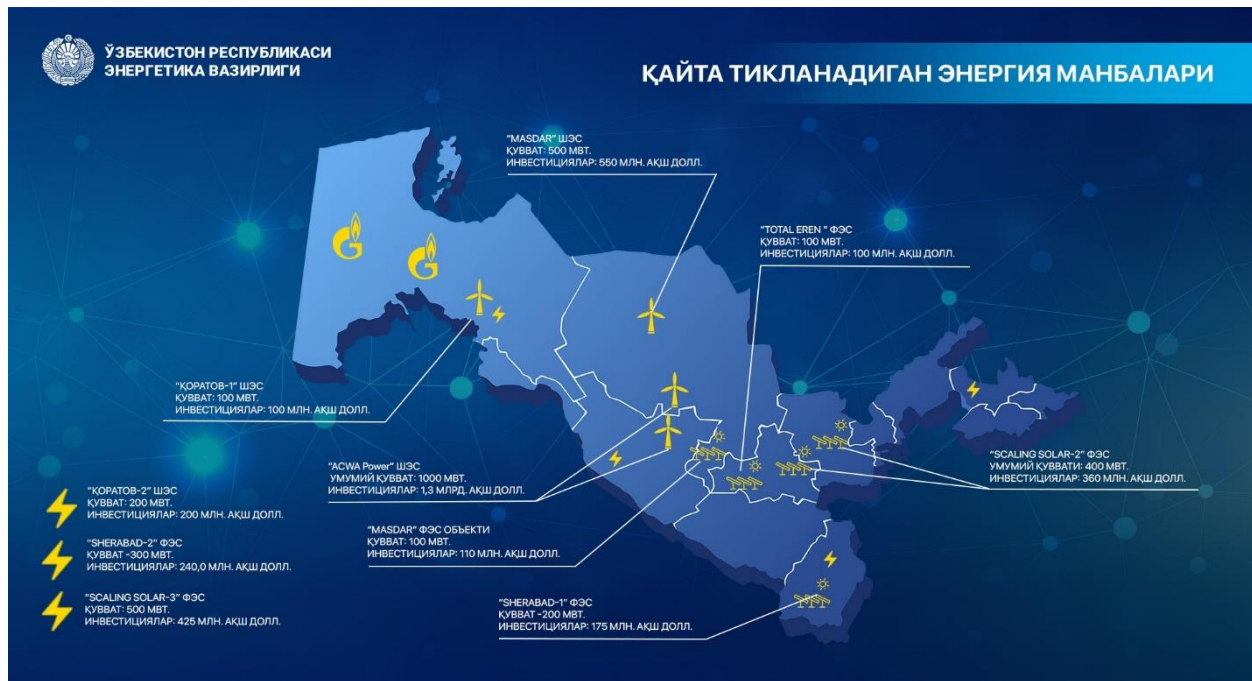 ЎЗБЕКИСТОН РЕСПУБЛИКАСИ
ЭНЕРГЕТИКА ВАЗИРЛИГИ
ҚАЙТА ТИКЛАНАДИГАН ЭНЕРГИЯ МАНБАЛАРИ
"MASDAR" ШЭС
ҚУВВАТ: 500 МВТ.
ИНВЕСТИЦИЯЛАР: 550 МЛН. АҚШ ДОЛЛ.
"TOTAL EREN " ФЭС
ҚУВВАТ: 100 МВТ.
ИНВЕСТИЦИЯЛАР: 100 МЛН. АҚШ ДОЛЛ.
"ҚОРАТОВ-1" ШЭС
ҚУВВАТ: 100 МВТ.
ИНВЕСТИЦИЯЛАР: 100 МЛН. АҚШ ДОЛЛ.
"ACWA Power" ШЭС
УМУМИЙ ҚУВВАТ: 1000 МВТ.
ИНВЕСТИЦИЯЛАР: 1,3 МЛРД. АҚШ ДОЛЛ.
"SCALING SOLAR-2" ФЭС
УМУМИЙ ҚУВВАТИ: 400 МВТ.
ИНВЕСТИЦИЯЛАР: 360 МЛН. АҚШ ДОЛЛ.
"MASDAR" ФЭС ОБЪЕКТИ
ҚУВВАТ: 100 МВТ.
ИНВЕСТИЦИЯЛАР: 110 МЛН. АҚШ ДОЛЛ.
"SHERABAD-1" ФЭС
ҚУВВАТ -200 МВТ.
ИНВЕСТИЦИЯЛАР: 175 МЛН. АҚШ ДОЛЛ.
"ҚОРАТОВ-2" ШЭС
ҚУВВАТ: 200 МВТ.
ИНВЕСТИЦИЯЛАР: 200 МЛН. АҚШ ДОЛЛ.
"SHERABAD-2" ФЭС
ҚУВВАТ -300 МВТ.
ИНВЕСТИЦИЯЛАР: 240,0 МЛН. АҚШ ДОЛЛ.
"SCALING SOLAR-3" ФЭС
ҚУВВАТ: 500 МВТ.
ИНВЕСТИЦИЯЛАР: 425 МЛН. АҚШ ДОЛЛ.